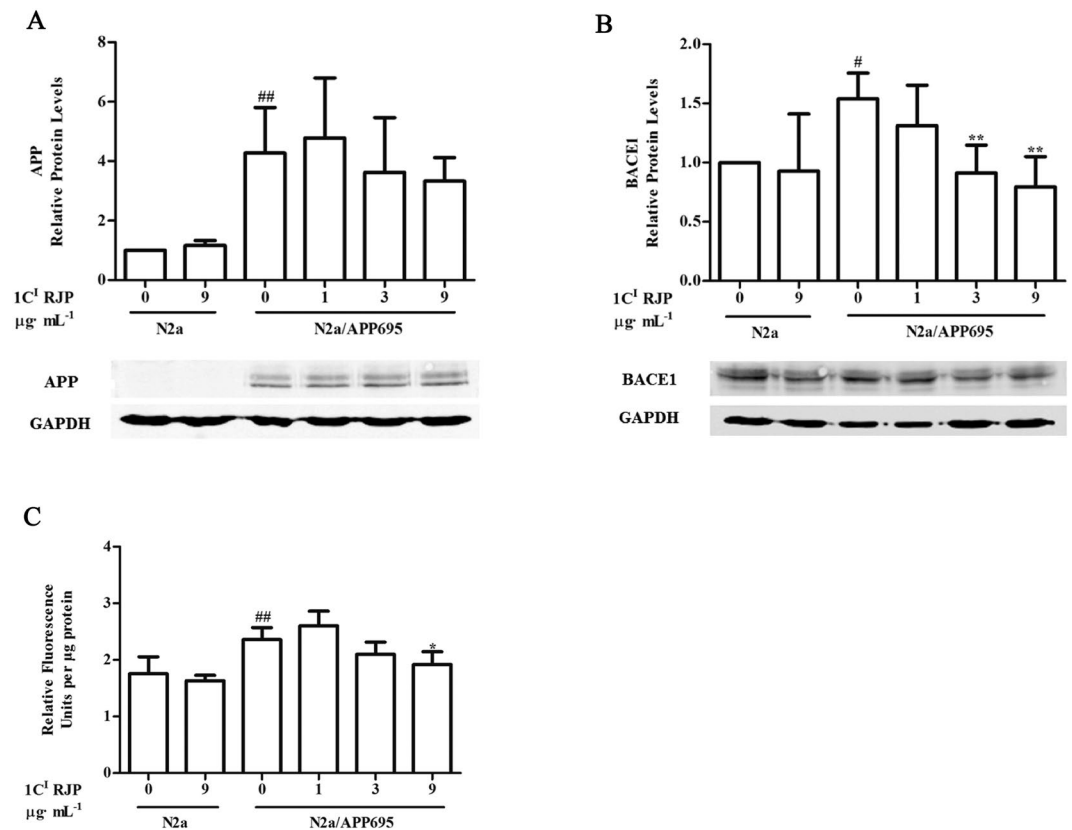 A
APP
Relative Protein Levels
8
6
4
2
0
##
1C^I RJP 0 9 0 1 3 9
μg· mL^-1
N2a N2a/APP695
APP
GAPDH
B
BACE1
Relative Protein Levels
2.0
1.5
1.0
0.5
0.0
#
**
**
1C^I RJP 0 9 0 1 3 9
μg· mL^-1
N2a N2a/APP695
BACE1
GAPDH
C
Relative Fluorescence
Units per μg protein
4
3
2
1
0
##
*
1C^I RJP 0 9 0 1 3 9
μg· mL^-1
N2a N2a/APP695